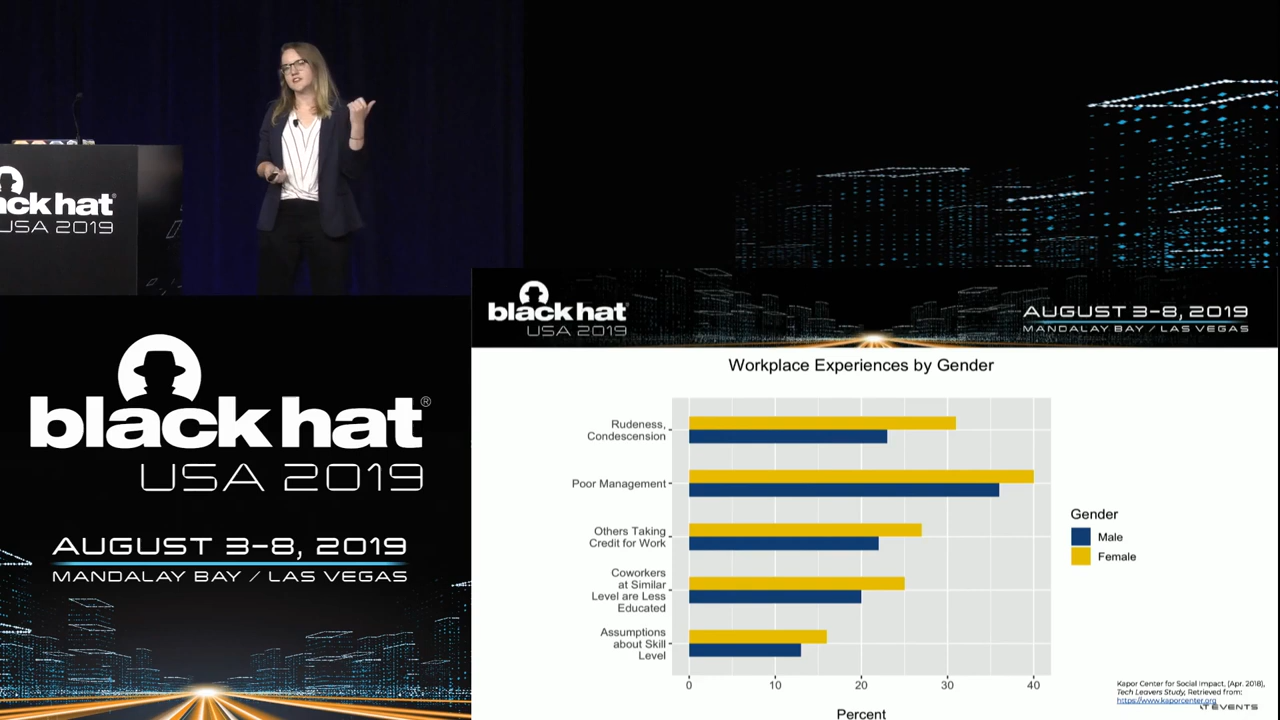 ack hat®
USA 2019
black hat®
USA 2019
AUGUST 3-8, 2019
MANDALAY BAY / LAS VEGAS
black hat®
USA 2019
AUGUST 3-8, 2019
MANDALAY BAY / LAS VEGAS
Workplace Experiences by Gender
Rudeness,
Condescension
Poor Management
Others Taking
Credit for Work
Coworkers
at Similar
Level are Less
Educated
Assumptions
about Skill
Level
0 10 20 30 40
Percent
Gender
Male
Female
Kapor Center for Social Impact. (Apr. 2018),
Tech Leavers Study, Retrieved from:
https://www.kaporcenter.org
EVENTS